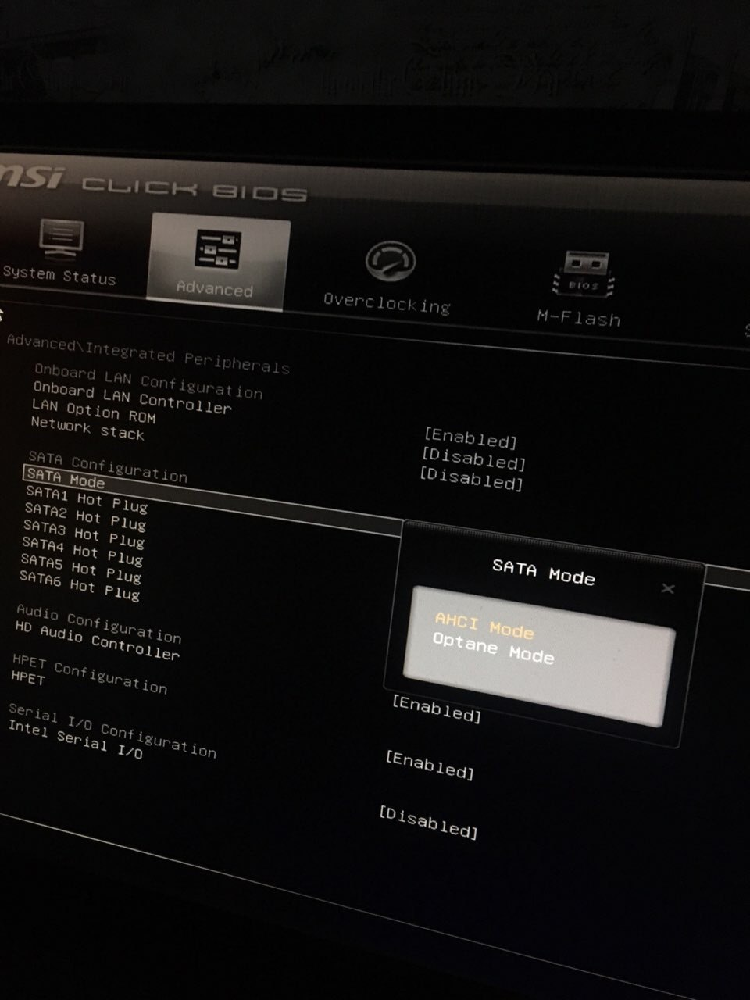 msi CLICK BIOS
System Status
Advanced
Overclocking
M-Flash
BIOS
Advanced\Integrated Peripherals
Onboard LAN Configuration
Onboard LAN Controller [Enabled]
LAN Option ROM [Disabled]
Network stack [Disabled]
SATA Configuration
SATA Mode
SATA1 Hot Plug
SATA2 Hot Plug
SATA3 Hot Plug
SATA4 Hot Plug
SATA5 Hot Plug
SATA6 Hot Plug
SATA Mode
AHCI Mode
Optane Mode
Audio Configuration
HD Audio Controller [Enabled]
HPET Configuration
HPET [Enabled]
Serial I/O Configuration
Intel Serial I/O [Disabled]